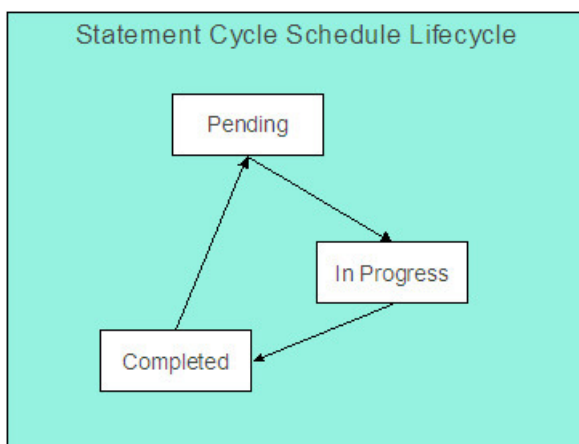 Statement Cycle Schedule Lifecycle
Pending
In Progress
Completed